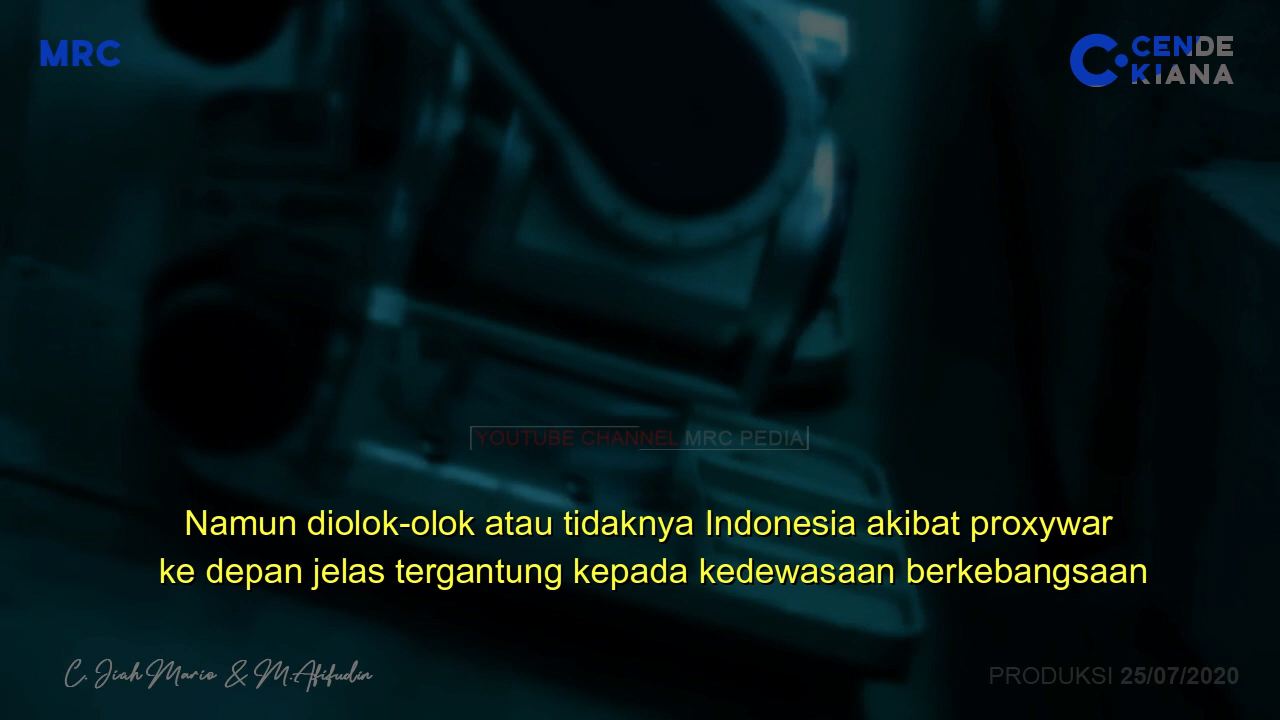 MRC
CENDE
KIANA
YOUTUBE CHANNEL MRC PEDIA
Namun diolok-olok atau tidaknya Indonesia akibat proxywar
ke depan jelas tergantung kepada kedewasaan berkebangsaan
C. Jiah Mario & M.Afifudin
PRODUKSI 25/07/2020